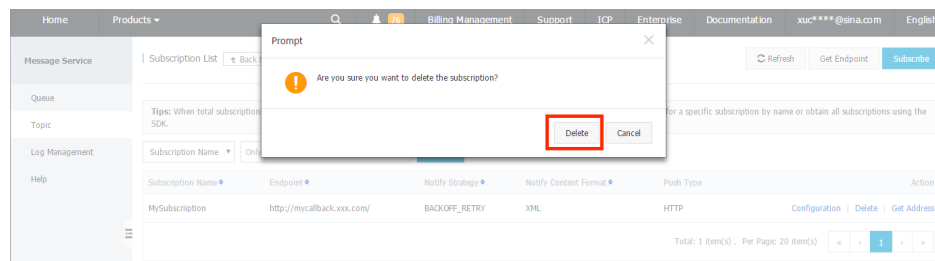 Home Products 76 Billing Management Support ICP Enterprise Documentation xuc****@sina.com English
Prompt
Message Service
Subscription List Back
Refresh Get Endpoint Subscribe
Are you sure you want to delete the subscription?
Queue
Tips: When total subscription for a specific subscription by name or obtain all subscriptions using the
SDK.
Topic
Delete Cancel
Log Management
Subscription Name
Help
Subscription Name Endpoint Notify Strategy Notify Content Format Push Type Action
MySubscription http://mycallback.xxx.com/ BACKOFF_RETRY XML HTTP Configuration | Delete | Get Address
Total: 1 item(s) , Per Page: 20 item(s) « ‹ 1 › »